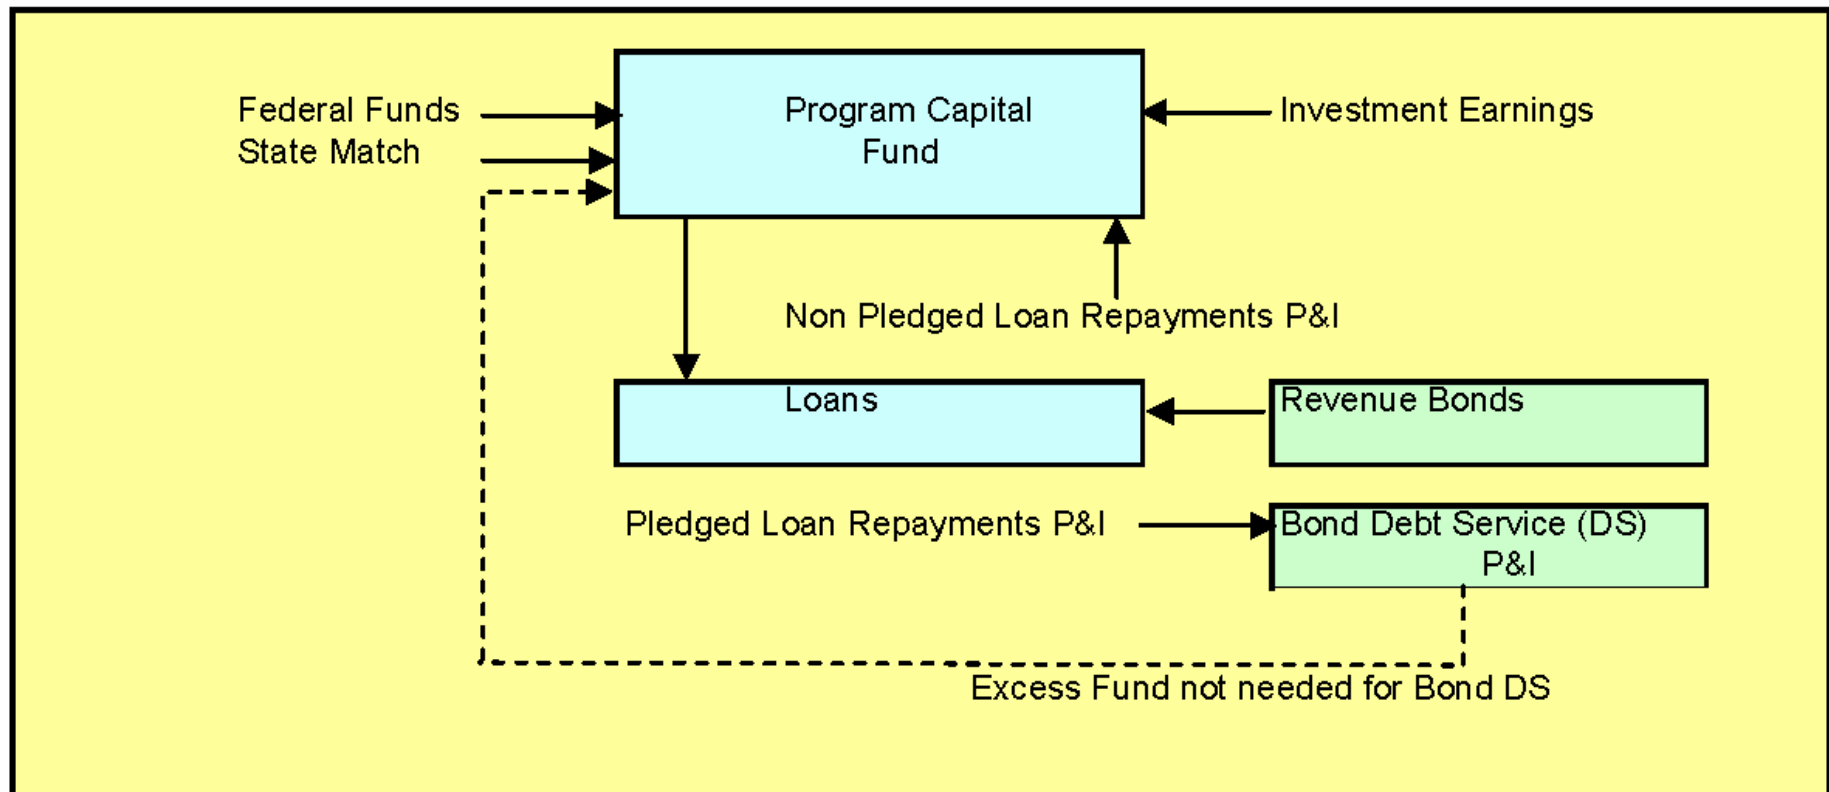 Federal Funds
State Match
Program Capital
Fund
Investment Earnings
Non Pledged Loan Repayments P&I
Loans
Revenue Bonds
Pledged Loan Repayments P&I
Bond Debt Service (DS)
P&I
Excess Fund not needed for Bond DS